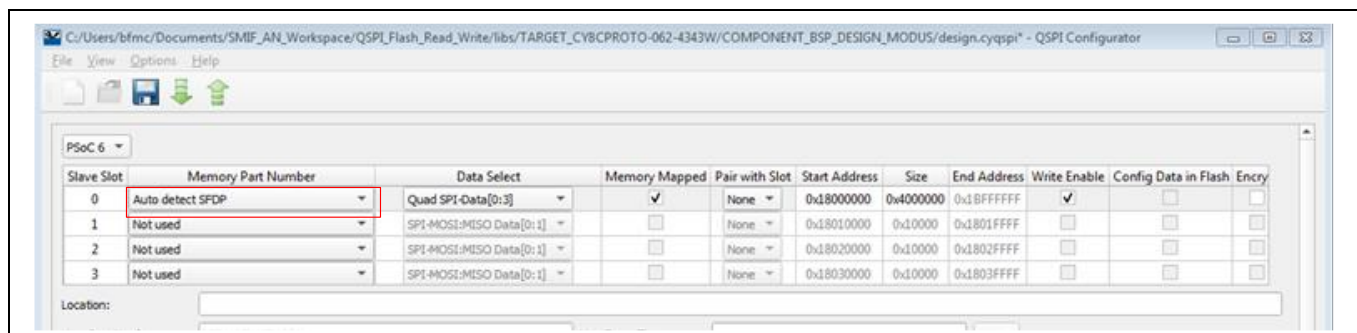 C:/Users/bfmc/Documents/SMIF_AN_Workspace/QSPI_Flash_Read_Write/libs/TARGET_CY8CPROTO-062-4343W/COMPONENT_BSP_DESIGN_MODUS/design.cyqspi* - QSPI Configurator
File View Options Help
PSoC 6
Slave Slot Memory Part Number Data Select Memory Mapped Pair with Slot Start Address Size End Address Write Enable Config Data in Flash Encry
0 Auto detect SFDP Quad SPI-Data[0:3] None 0x18000000 0x4000000 0x1BFFFFFF
1 Not used SPI-MOSI:MISO Data[0:1] None 0x18010000 0x10000 0x1801FFFF
2 Not used SPI-MOSI:MISO Data[0:1] None 0x18020000 0x10000 0x1802FFFF
3 Not used SPI-MOSI:MISO Data[0:1] None 0x18030000 0x10000 0x1803FFFF
Location: